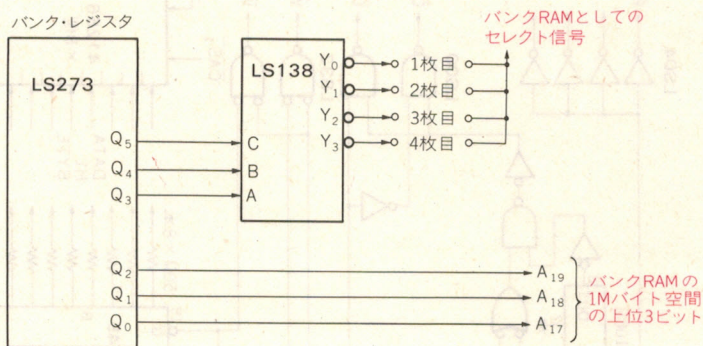 バンク・レジスタ
LS273
Q5
Q4
Q3
Q2
Q1
Q0
LS138
C
B
A
Y0
Y1
Y2
Y3
1枚目
2枚目
3枚目
4枚目
バンクRAMとしての
セレクト信号
A19
A18
A17
バンクRAMの
1Mバイト空間
の上位3ビット